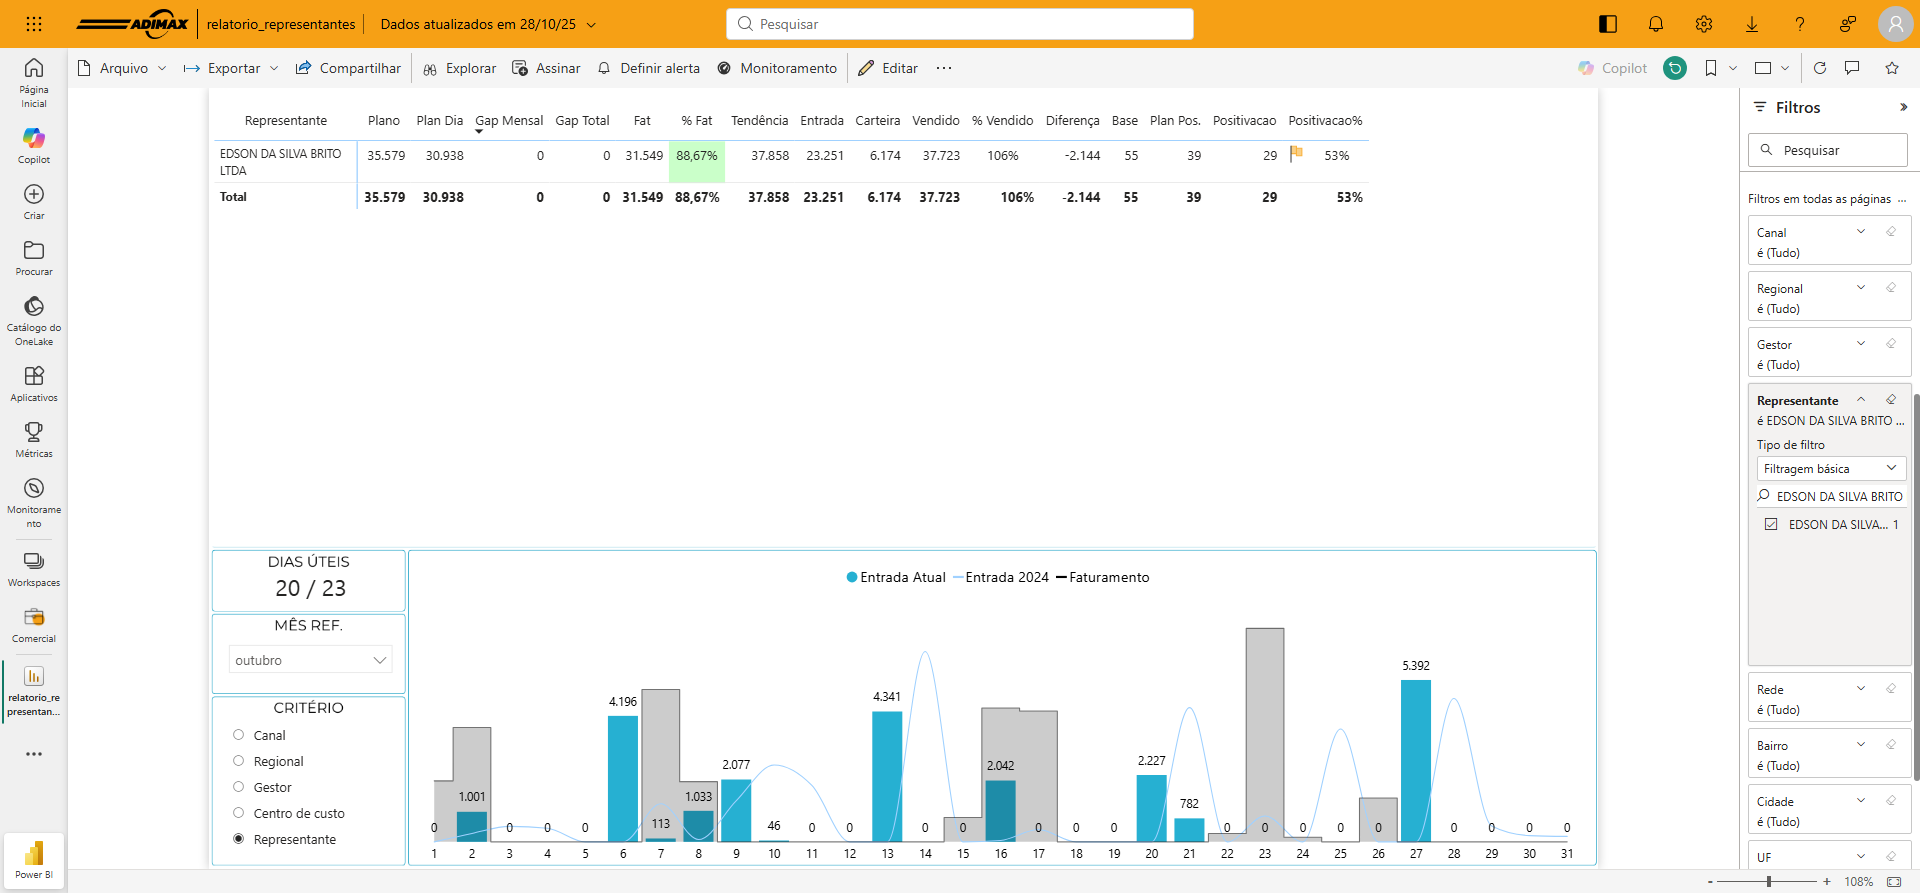 ADIMAX
relatorio_representantes
Dados atualizados em 28/10/25
Pesquisar
Arquivo
Exportar
Compartilhar
Explorar
Assinar
Definir alerta
Monitoramento
Editar
Copilot
Página
Inicial
Copilot
Criar
Procurar
Catálogo do
OneLake
Aplicativos
Métricas
Monitorame
nto
Workspaces
Comercial
relatorio_re
presentan...
Power BI
Representante Plano Plan Dia Gap Mensal Gap Total Fat % Fat Tendência Entrada Carteira Vendido % Vendido Diferença Base Plan Pos. Positivacao Positivacao%
EDSON DA SILVA BRITO
LTDA
35.579 30.938 0 0 31.549 88,67% 37.858 23.251 6.174 37.723 106% -2.144 55 39 29 53%
Total 35.579 30.938 0 0 31.549 88,67% 37.858 23.251 6.174 37.723 106% -2.144 55 39 29 53%
DIAS ÚTEIS
20 / 23
MÊS REF.
outubro
CRITÉRIO
Canal
Regional
Gestor
Centro de custo
Representante
Entrada Atual Entrada 2024 Faturamento
0 1.001 0 0 0 4.196 113 1.033 2.077 46 0 0 4.341 0 0 2.042 0 0 0 2.227 782 0 0 0 0 0 5.392 0 0 0 0
1 2 3 4 5 6 7 8 9 10 11 12 13 14 15 16 17 18 19 20 21 22 23 24 25 26 27 28 29 30 31
Filtros
Pesquisar
Filtros em todas as páginas ...
Canal
é (Tudo)
Regional
é (Tudo)
Gestor
é (Tudo)
Representante
é EDSON DA SILVA BRITO ...
Tipo de filtro
Filtragem básica
EDSON DA SILVA BRITO
EDSON DA SILVA... 1
Rede
é (Tudo)
Bairro
é (Tudo)
Cidade
é (Tudo)
UF
- + 108%